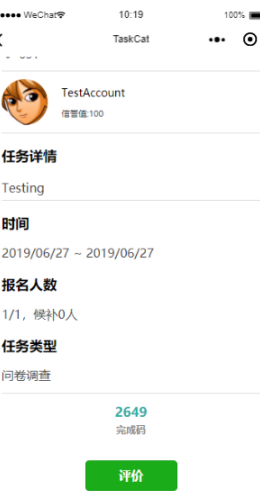 WeChat 10:19 100%
TaskCat
TestAccount
信誉值:100
任务详情
Testing
时间
2019/06/27 ~ 2019/06/27
报名人数
1/1，候补0人
任务类型
问卷调查
2649
完成码
评价